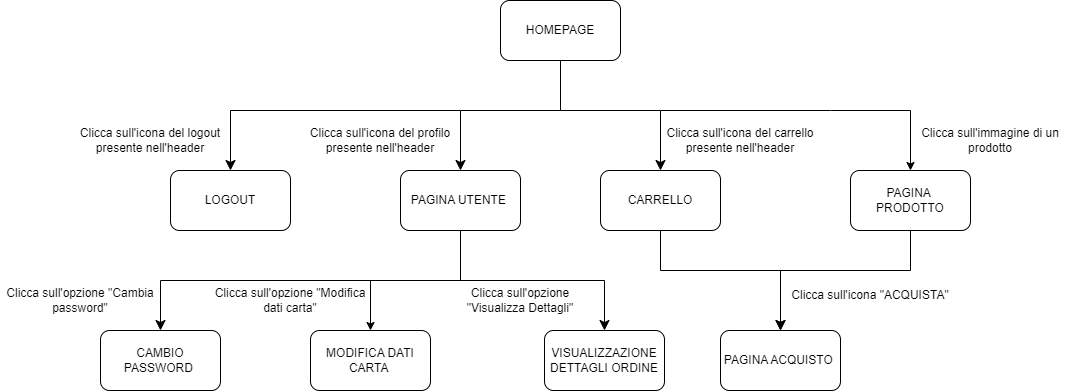 HOMEPAGE
Clicca sull'icona del logout
presente nell'header
Clicca sull'icona del profilo
presente nell'header
Clicca sull'icona del carrello
presente nell'header
Clicca sull'immagine di un
prodotto
LOGOUT
PAGINA UTENTE
CARRELLO
PAGINA
PRODOTTO
Clicca sull'opzione "Cambia
password"
Clicca sull'opzione "Modifica
dati carta"
Clicca sull'opzione
"Visualizza Dettagli"
Clicca sull'icona "ACQUISTA"
CAMBIO
PASSWORD
MODIFICA DATI
CARTA
VISUALIZZAZIONE
DETTAGLI ORDINE
PAGINA ACQUISTO